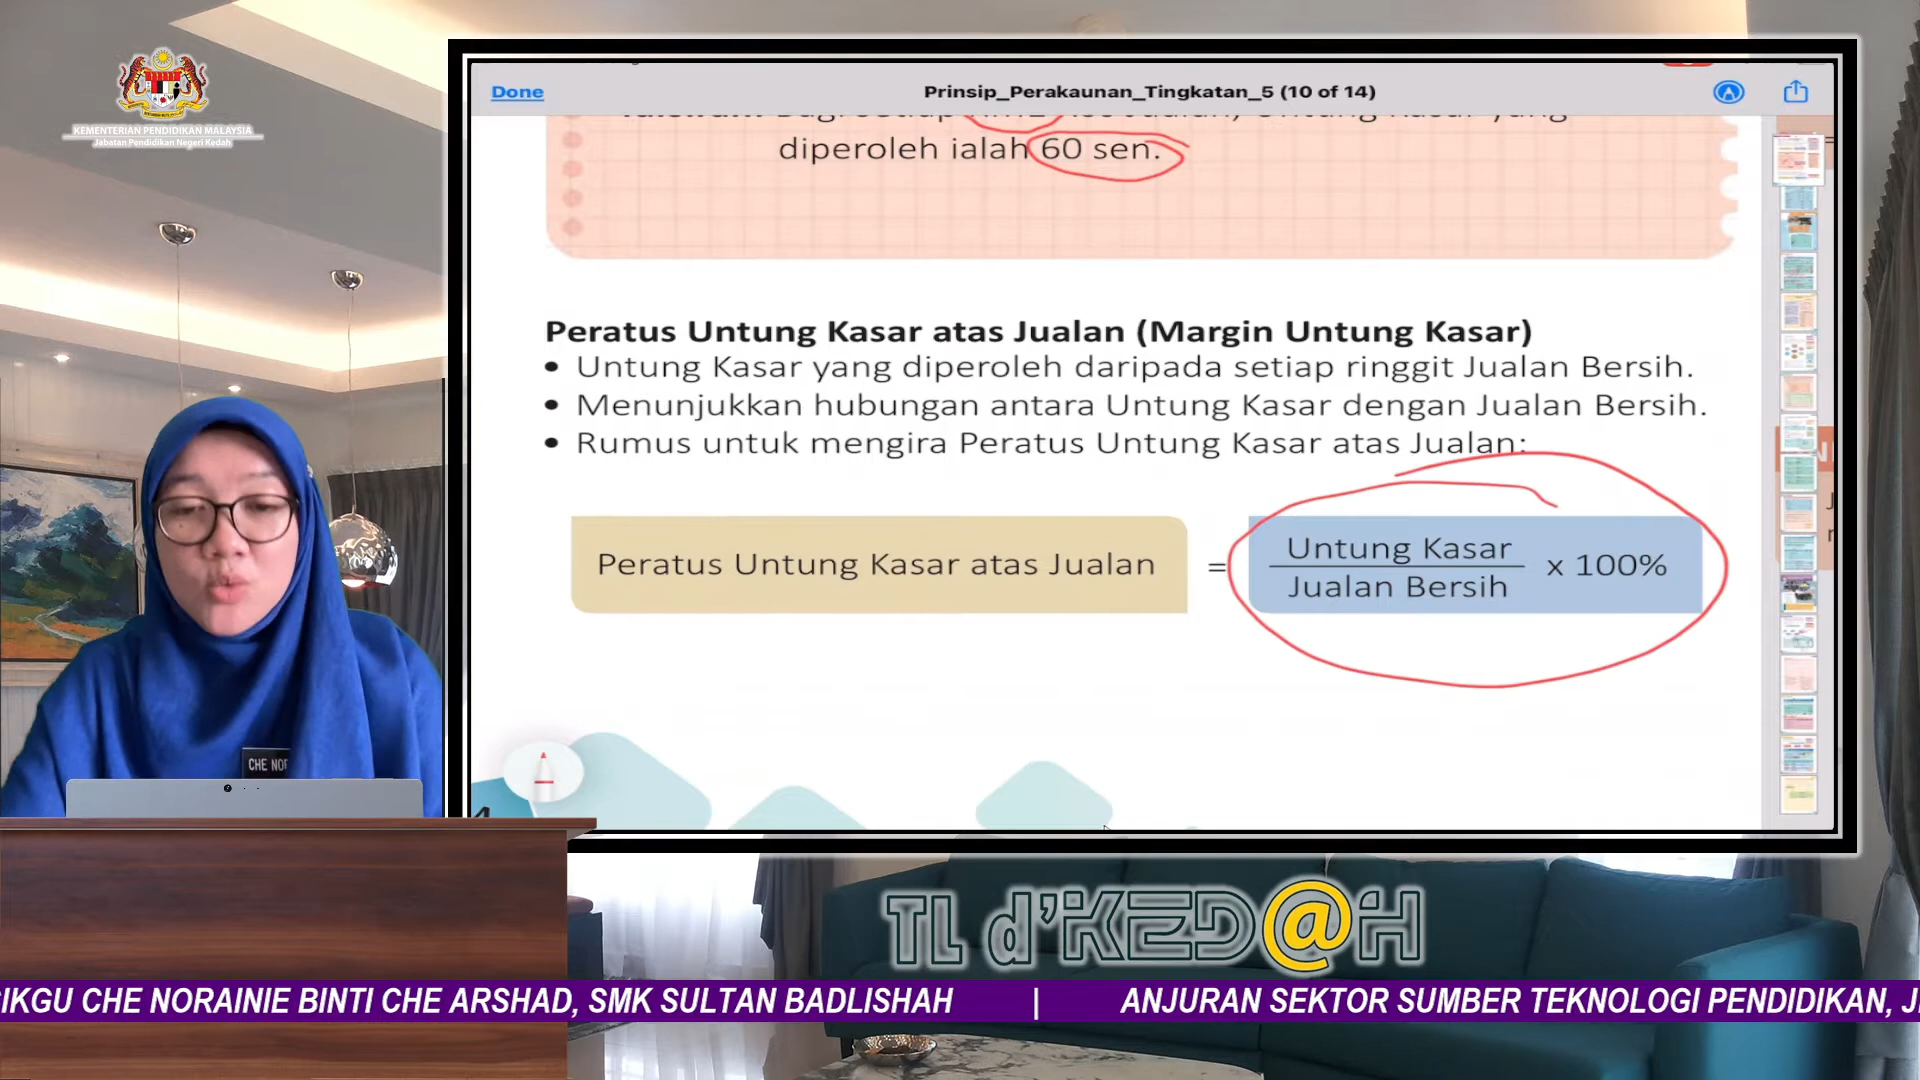 KEMENTERIAN PENDIDIKAN MALAYSIA
Jabatan Pendidikan Negeri Kedah
Done
Prinsip_Perakaunan_Tingkatan_5 (10 of 14)
diperoleh ialah 60 sen.
Peratus Untung Kasar atas Jualan (Margin Untung Kasar)
• Untung Kasar yang diperoleh daripada setiap ringgit Jualan Bersih.
• Menunjukkan hubungan antara Untung Kasar dengan Jualan Bersih.
• Rumus untuk mengira Peratus Untung Kasar atas Jualan:
Peratus Untung Kasar atas Jualan = Untung Kasar
Jualan Bersih
x 100%
CHE NOR
TL d'KED@H
IKGU CHE NORAINIE BINTI CHE ARSHAD, SMK SULTAN BADLISHAH | ANJURAN SEKTOR SUMBER TEKNOLOGI PENDIDIKAN, J